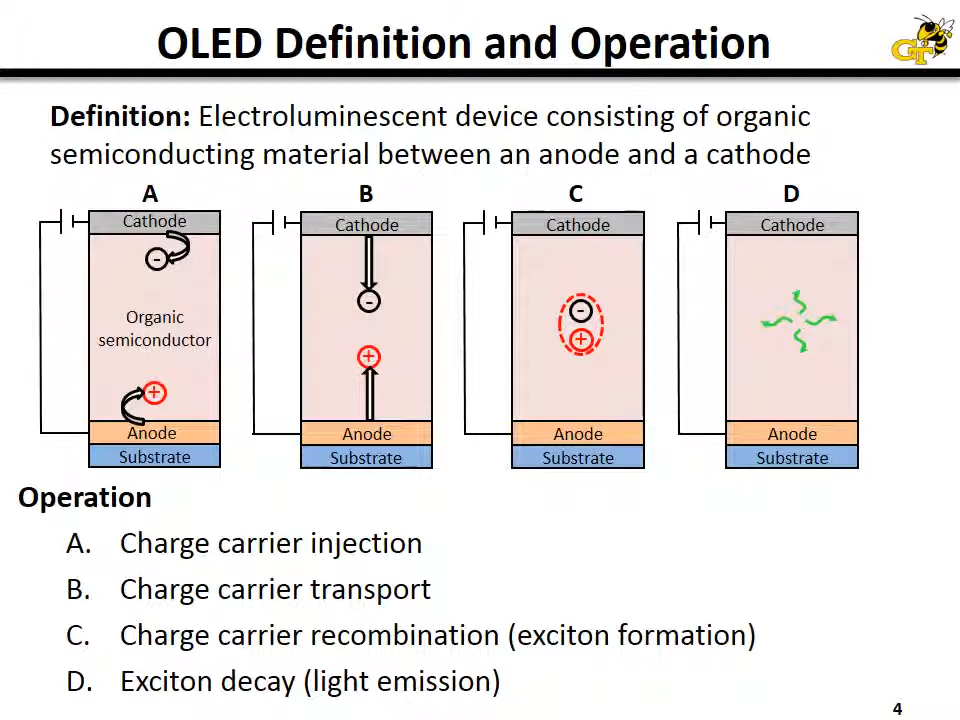 OLED Definition and Operation
GT
Definition: Electroluminescent device consisting of organic
semiconducting material between an anode and a cathode
A B C D
Cathode Cathode Cathode Cathode
- - -
Organic
semiconductor
+ + +
Anode Anode Anode Anode
Substrate Substrate Substrate Substrate
Operation
A. Charge carrier injection
B. Charge carrier transport
C. Charge carrier recombination (exciton formation)
D. Exciton decay (light emission)
4